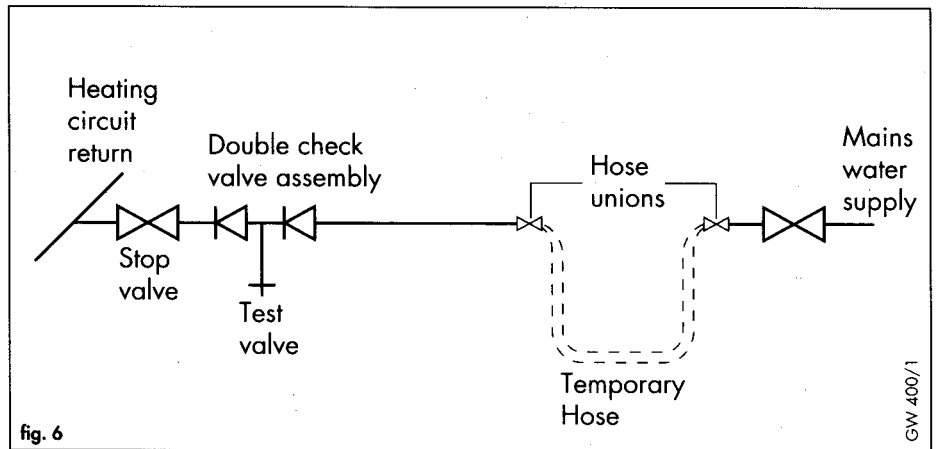 Heating
circuit
return
Double check
valve assembly
Hose
unions
Mains
water
supply
Stop
valve
Test
valve
Temporary
Hose
fig. 6
GW 400/1